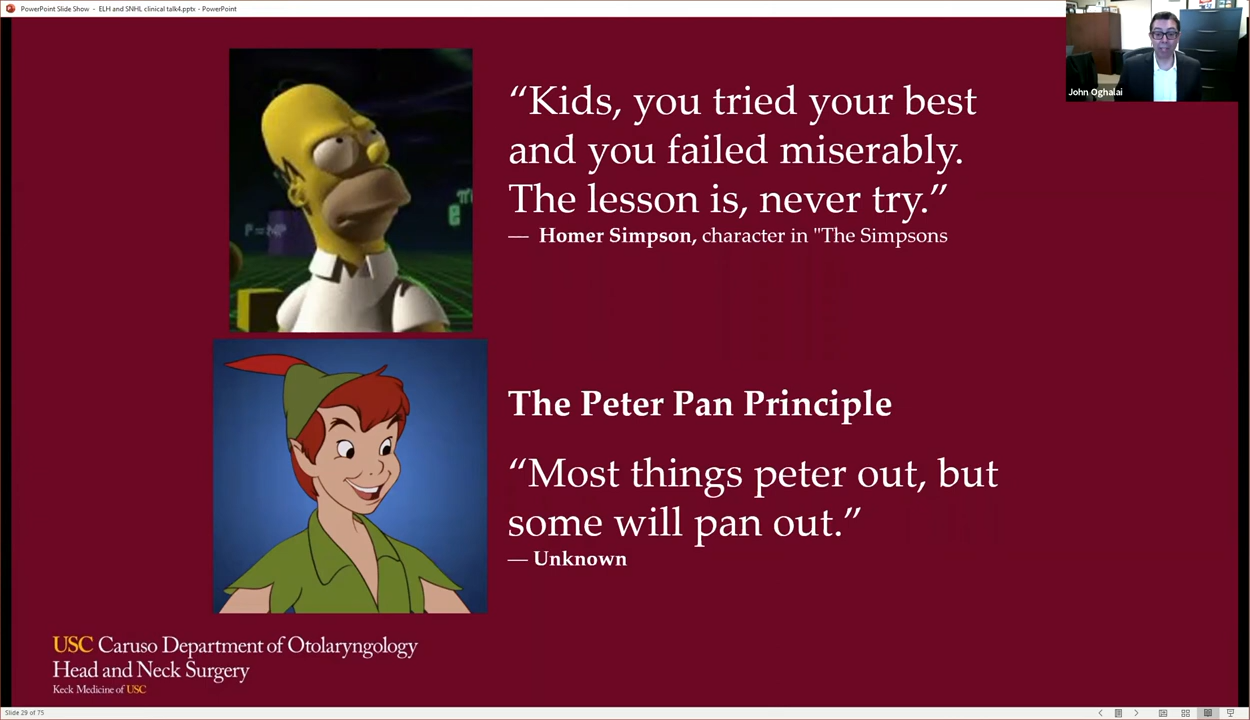 PowerPoint Slide Show - ELH and SNHL clinical talk4.pptx - PowerPoint
John Oghalai
“Kids, you tried your best
and you failed miserably.
The lesson is, never try.”
— Homer Simpson, character in "The Simpsons
P=NP
The Peter Pan Principle
“Most things peter out, but
some will pan out.”
— Unknown
USC Caruso Department of Otolaryngology
Head and Neck Surgery
Keck Medicine of USC
Slide 29 of 75